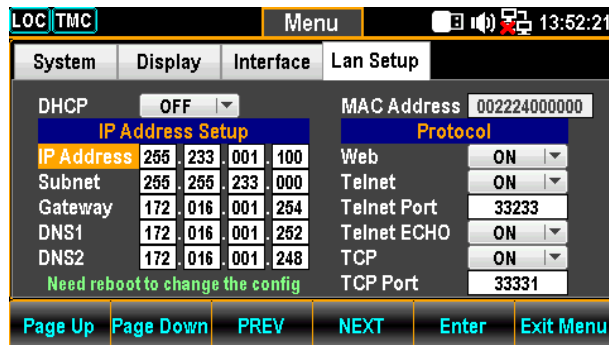 LOC TMC Menu 13:52:21
System Display Interface Lan Setup
DHCP OFF MAC Address 002224000000
IP Address Setup Protocol
IP Address 255 . 233 . 001 . 100 Web ON
Subnet 255 . 255 . 233 . 000 Telnet ON
Gateway 172 . 016 . 001 . 254 Telnet Port 33233
DNS1 172 . 016 . 001 . 252 Telnet ECHO ON
DNS2 172 . 016 . 001 . 248 TCP ON
Need reboot to change the config TCP Port 33331
Page Up Page Down PREV NEXT Enter Exit Menu